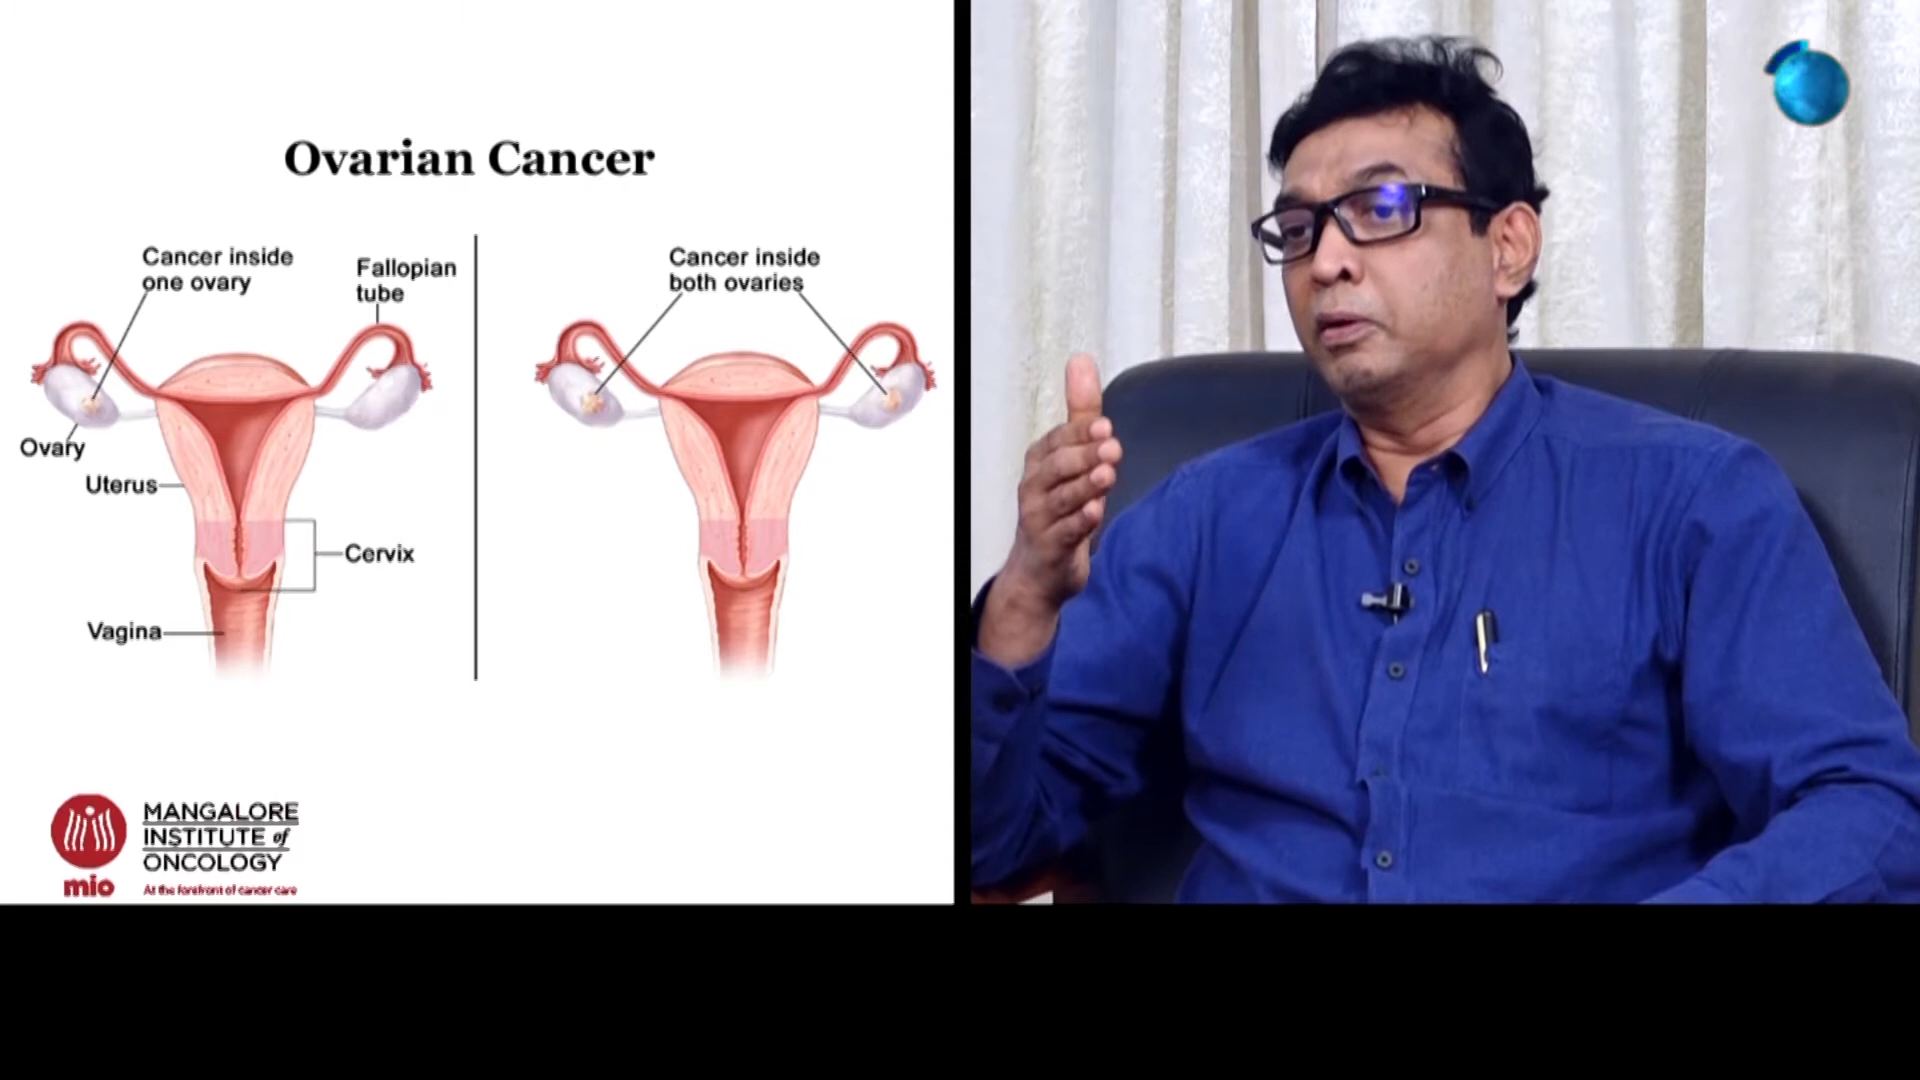 Ovarian Cancer
Cancer inside
one ovary
Fallopian
tube
Ovary
Uterus
Cervix
Vagina
Cancer inside
both ovaries
MANGALORE
INSTITUTE of
ONCOLOGY
mio
At the forefront of cancer care